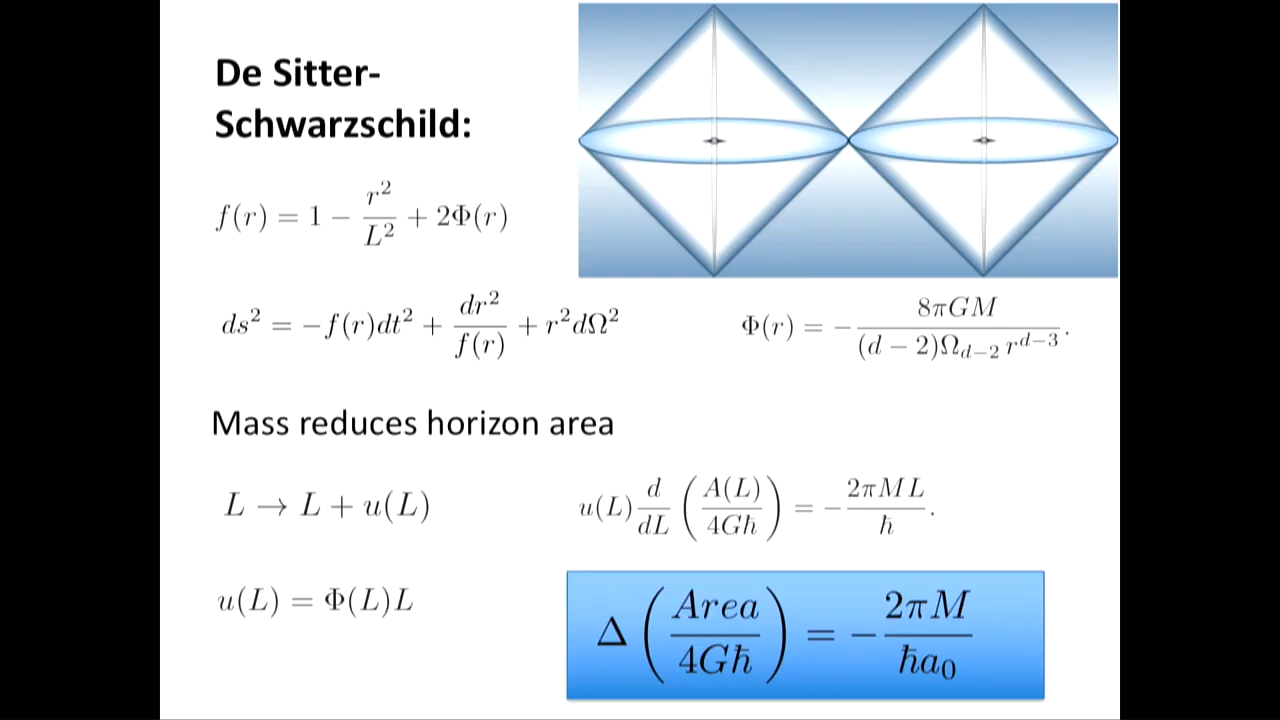 De Sitter-
Schwarzschild:
f(r) = 1 − r²/L² + 2Φ(r)
ds² = −f(r)dt² + dr²/f(r) + r²dΩ²
Φ(r) = − 8πGM/((d − 2)Ω_{d−2} r^{d−3}).
Mass reduces horizon area
L → L + u(L)
u(L) d/dL (A(L)/4Għ) = − 2πML/ħ.
u(L) = Φ(L)L
Δ (Area/4Għ) = − 2πM/ħa₀